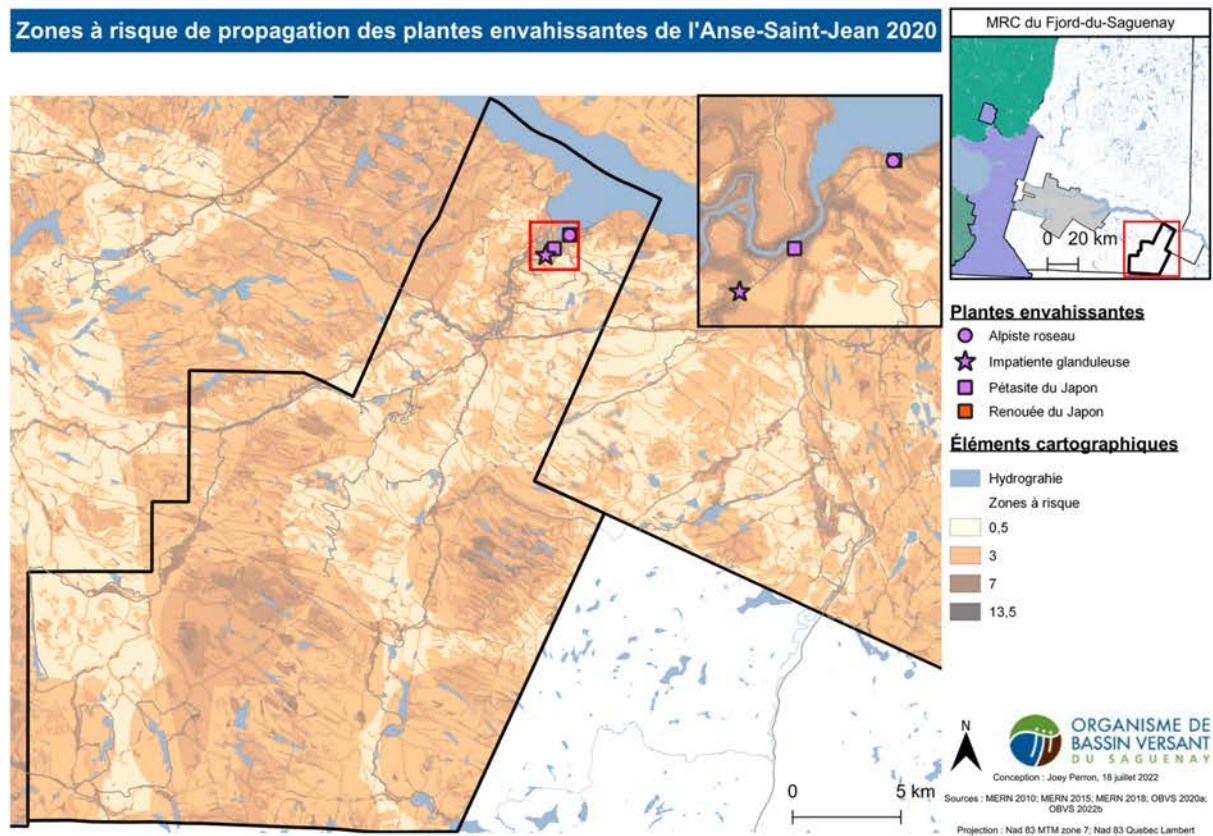 Zones à risque de propagation des plantes envahissantes de l'Anse-Saint-Jean 2020
MRC du Fjord-du-Saguenay
0 20 km
Plantes envahissantes
Alpiste roseau
Impatiente glanduleuse
Pétasite du Japon
Renouée du Japon
Éléments cartographiques
Hydrograhie
Zones à risque
0,5
3
7
13,5
N
ORGANISME DE
BASSIN VERSANT
DU SAGUENAY
Conception : Joey Perron, 18 juillet 2022
Sources : MERN 2010; MERN 2015; MERN 2018; OBVS 2020a;
OBVS 2022b
Projection : Nad 83 MTM zone 7; Nad 83 Quebec Lambert
0 5 km